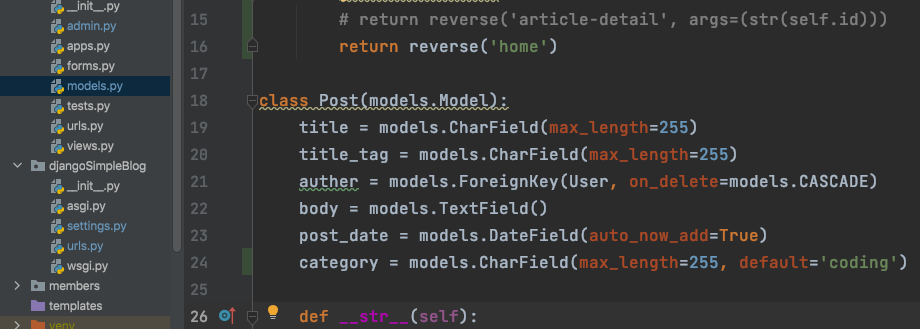 __init__.py
admin.py
apps.py
forms.py
models.py
tests.py
urls.py
views.py
djangoSimpleBlog
__init__.py
asgi.py
settings.py
urls.py
wsgi.py
members
templates
venv
15 # return reverse('article-detail', args=(str(self.id)))
16 return reverse('home')
17
18 class Post(models.Model):
19 title = models.CharField(max_length=255)
20 title_tag = models.CharField(max_length=255)
21 auther = models.ForeignKey(User, on_delete=models.CASCADE)
22 body = models.TextField()
23 post_date = models.DateField(auto_now_add=True)
24 category = models.CharField(max_length=255, default='coding')
25
26 def __str__(self):